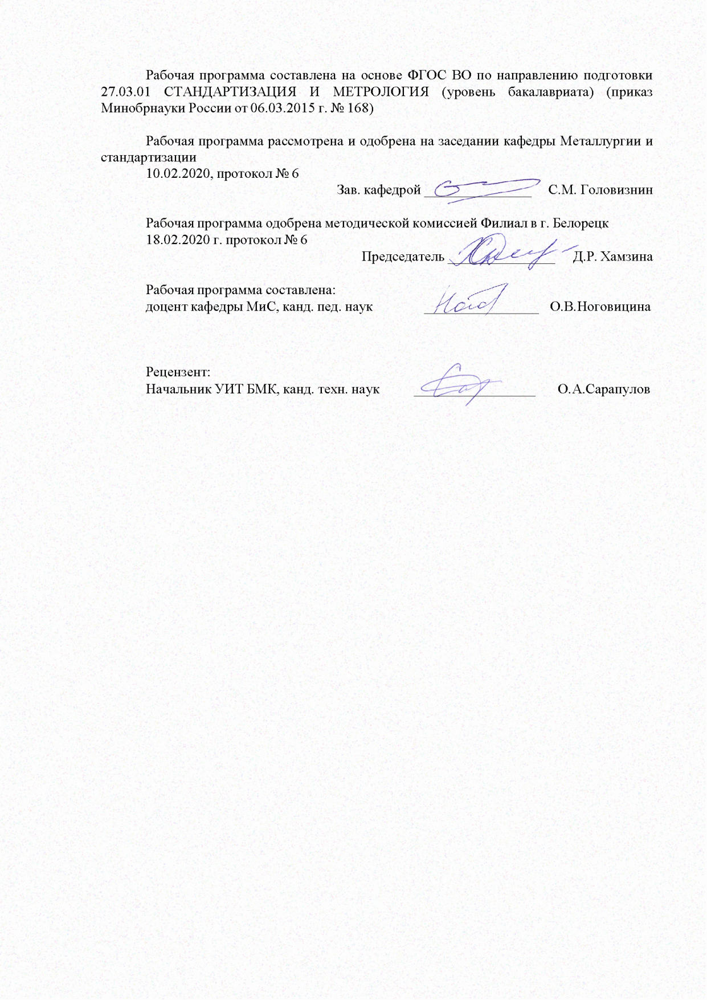 Рабочая программа составлена на основе ФГОС ВО по направлению подготовки
27.03.01 СТАНДАРТИЗАЦИЯ И МЕТРОЛОГИЯ (уровень бакалавриата) (приказ
Минобрнауки России от 06.03.2015 г. № 168)
Рабочая программа рассмотрена и одобрена на заседании кафедры Металлургии и
стандартизации
10.02.2020, протокол № 6
Зав. кафедрой _______________ С.М. Головизнин
Рабочая программа одобрена методической комиссией Филиал в г. Белорецк
18.02.2020 г. протокол № 6
Председатель _______________ Д.Р. Хамзина
Рабочая программа составлена:
доцент кафедры МиС, канд. пед. наук ________________ О.В.Ноговицина
Рецензент:
Начальник УИТ БМК, канд. техн. наук _________________ О.А.Сарапулов